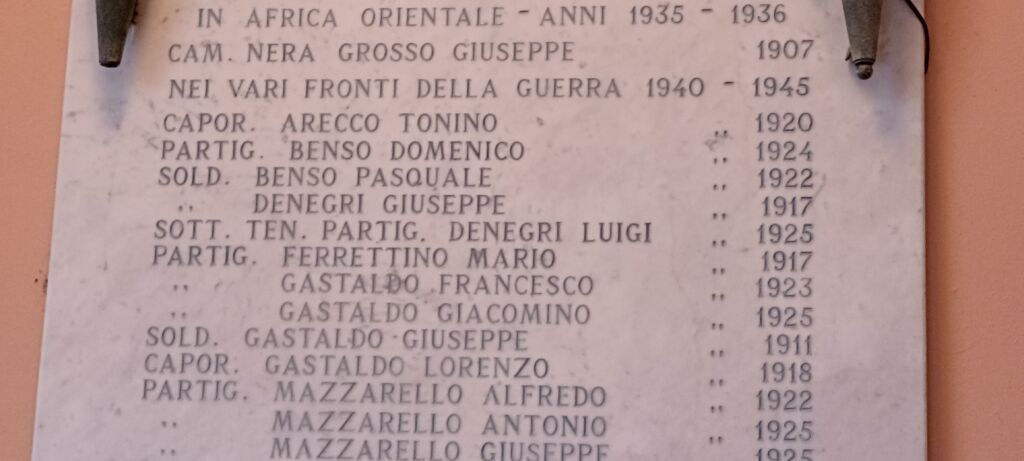 IN AFRICA ORIENTALE - ANNI 1935 - 1936
CAM. NERA GROSSO GIUSEPPE 1907
NEI VARI FRONTI DELLA GUERRA 1940 - 1945
CAPOR. ARECCO TONINO ,, 1920
PARTIG. BENSO DOMENICO ,, 1924
SOLD. BENSO PASQUALE ,, 1922
,, DENEGRI GIUSEPPE ,, 1917
SOTT. TEN. PARTIG. DENEGRI LUIGI ,, 1925
PARTIG. FERRETTINO MARIO ,, 1917
,, GASTALDO FRANCESCO ,, 1923
,, GASTALDO GIACOMINO ,, 1925
SOLD. GASTALDO GIUSEPPE ,, 1911
CAPOR. GASTALDO LORENZO ,, 1918
PARTIG. MAZZARELLO ALFREDO ,, 1922
,, MAZZARELLO ANTONIO ,, 1925
,, MAZZARELLO GIUSEPPE ,, 1925